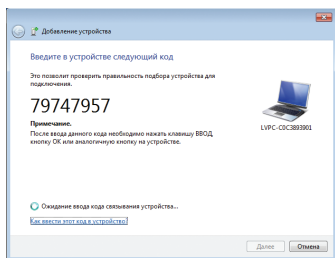 Добавление устройства
Введите в устройстве следующий код
Это позволит проверить правильность подбора устройства для
подключения.
79747957
Примечание.
После ввода данного кода необходимо нажать клавишу ВВОД,
кнопку ОК или аналогичную кнопку на устройстве.
LVPC-C0C3893901
Ожидание ввода кода связывания устройства...
Как ввести этот код в устройство?
Далее
Отмена